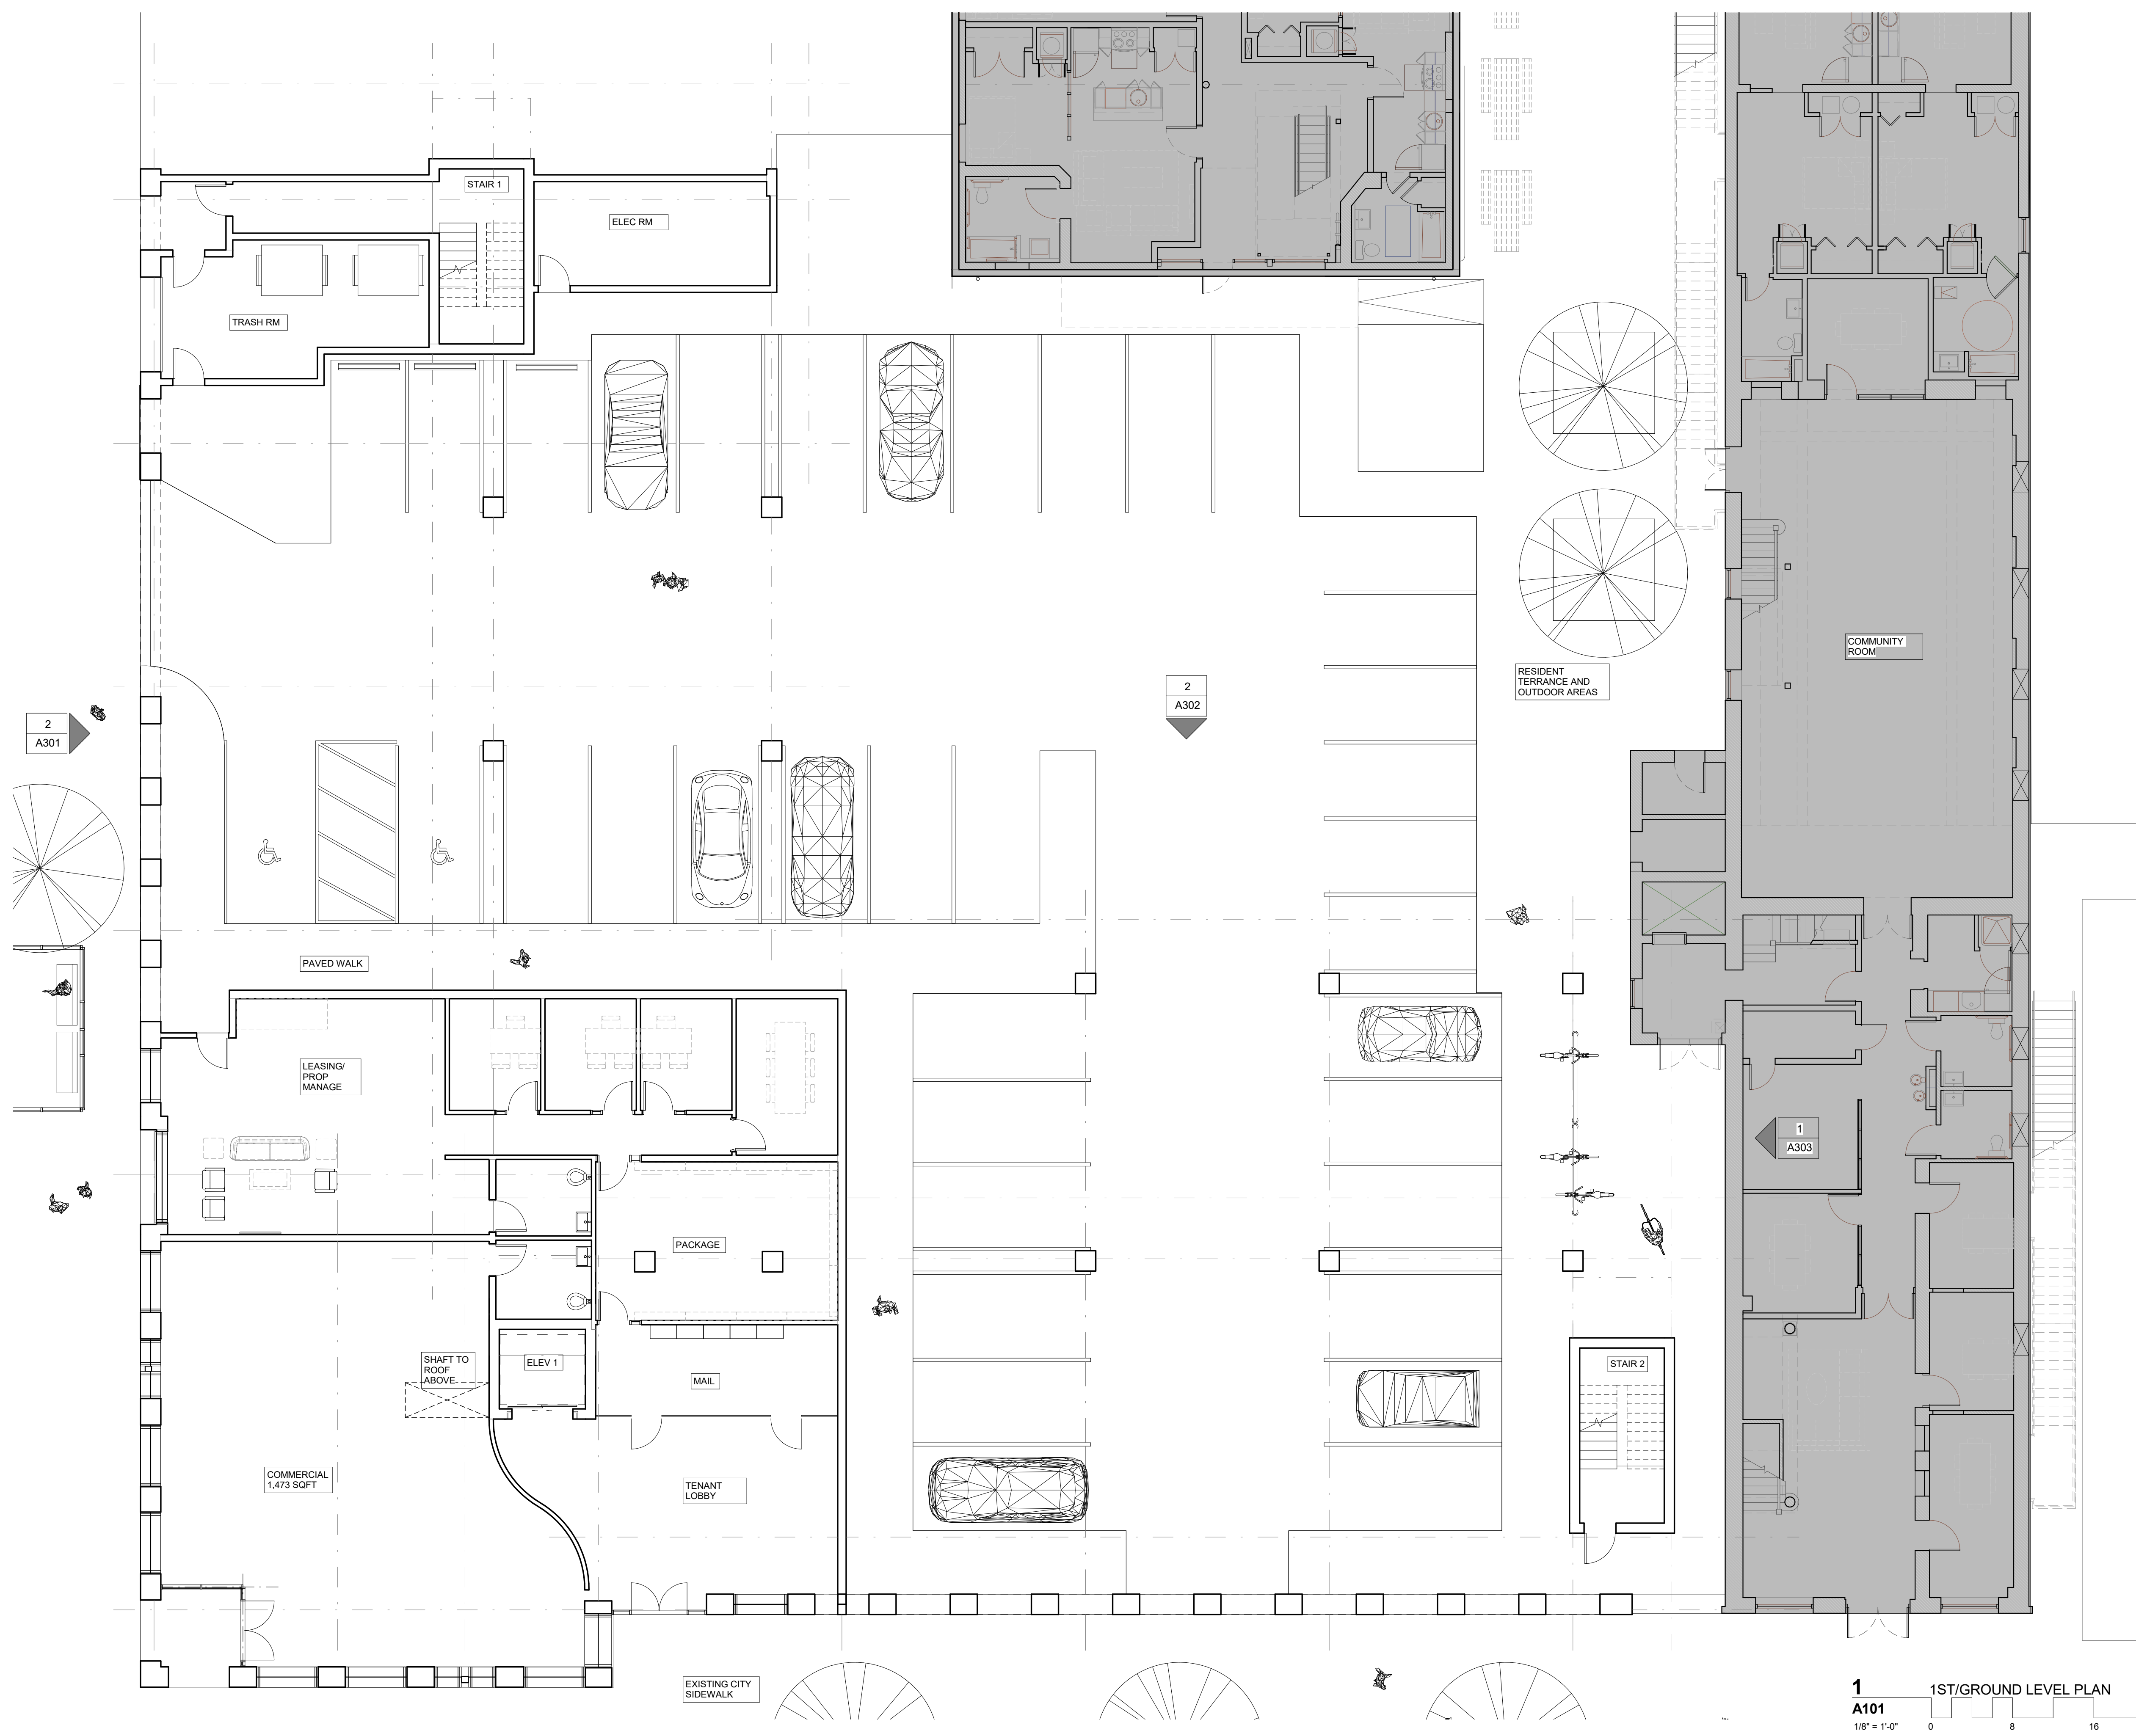 STAIR 1
ELEC RM
TRASH RM
COMMUNITY
ROOM
RESIDENT
TERRANCE AND
OUTDOOR AREAS
2
A302
2
A301
PAVED WALK
LEASING/
PROP
MANAGE
1
A303
PACKAGE
SHAFT TO
ROOF
ABOVE
ELEV 1
MAIL
STAIR 2
COMMERCIAL
1,473 SQFT
TENANT
LOBBY
EXISTING CITY
SIDEWALK
1
1ST/GROUND LEVEL PLAN
A101
1/8" = 1'-0"
0
8
16